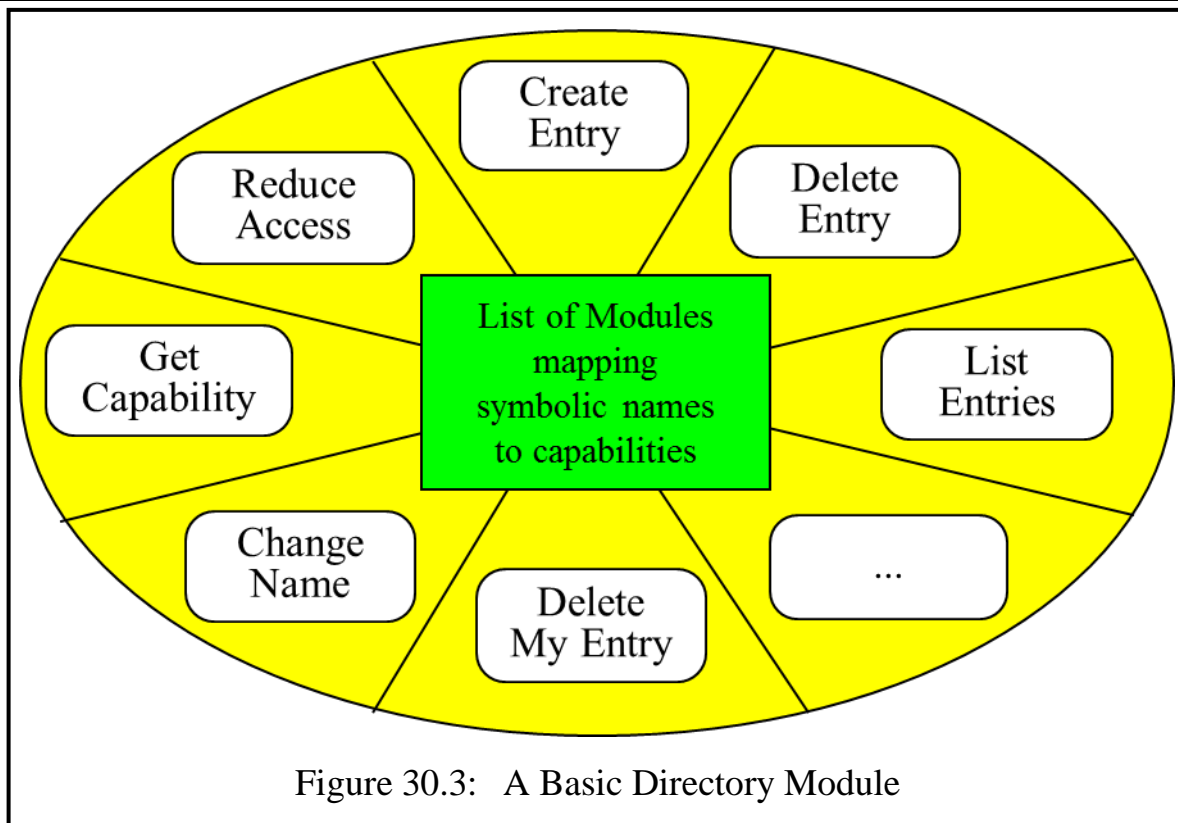 Create
Entry
Delete
Entry
List
Entries
...
Delete
My Entry
Change
Name
Get
Capability
Reduce
Access
List of Modules
mapping
symbolic names
to capabilities
Figure 30.3: A Basic Directory Module